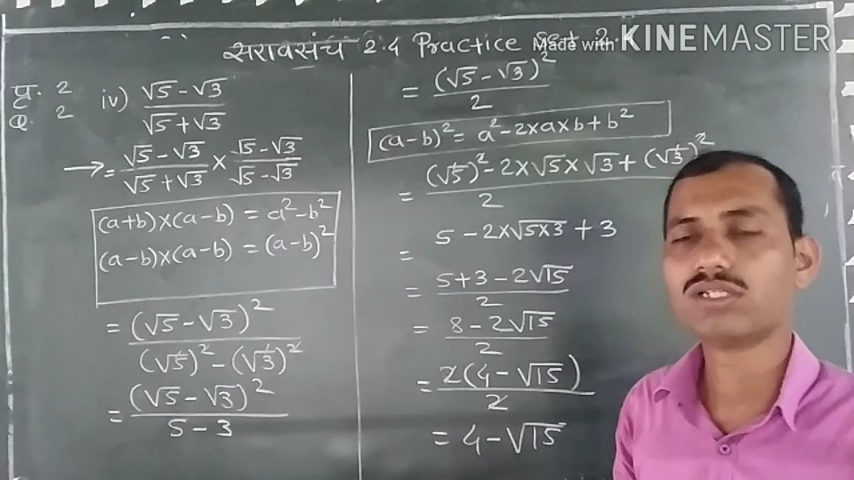 सरावसंच 2.4 Practice Set 2.
Made with KINEMASTER
प्र. 2
Q. 2
iv) √5 - √3 / √5 + √3
→ = √5 - √3 / √5 + √3 × √5 - √3 / √5 - √3
(a+b)×(a-b) = a² - b²
(a-b)×(a-b) = (a-b)²
= (√5 - √3)² / (√5)² - (√3)²
= (√5 - √3)² / 5 - 3
= (√5 - √3)² / 2
(a-b)² = a² - 2×a×b + b²
= (√5)² - 2×√5×√3 + (√3)² / 2
= 5 - 2×√5×3 + 3
= 5+3 - 2√15 / 2
= 8 - 2√15 / 2
= 2(4 - √15) / 2
= 4 - √15